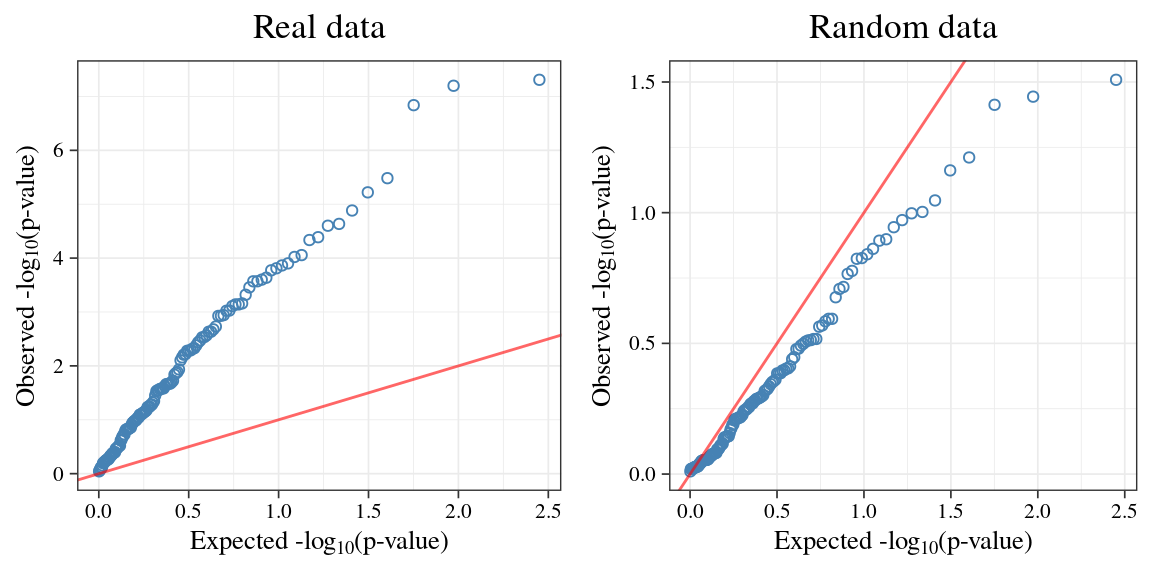 Real data
Observed -log10(p-value)
6
4
2
0
0.0 0.5 1.0 1.5 2.0 2.5
Expected -log10(p-value)
Random data
Observed -log10(p-value)
1.5
1.0
0.5
0.0
0.0 0.5 1.0 1.5 2.0 2.5
Expected -log10(p-value)